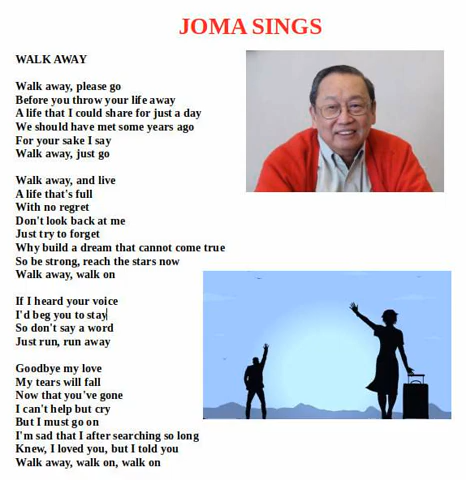 JOMA SINGS
WALK AWAY
Walk away, please go
Before you throw your life away
A life that I could share for just a day
We should have met some years ago
For your sake I say
Walk away, just go
Walk away, and live
A life that's full
With no regret
Don't look back at me
Just try to forget
Why build a dream that cannot come true
So be strong, reach the stars now
Walk away, walk on
If I heard your voice
I'd beg you to stay
So don't say a word
Just run, run away
Goodbye my love
My tears will fall
Now that you've gone
I can't help but cry
But I must go on
I'm sad that I after searching so long
Knew, I loved you, but I told you
Walk away, walk on, walk on